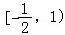 [-1/2, 1)